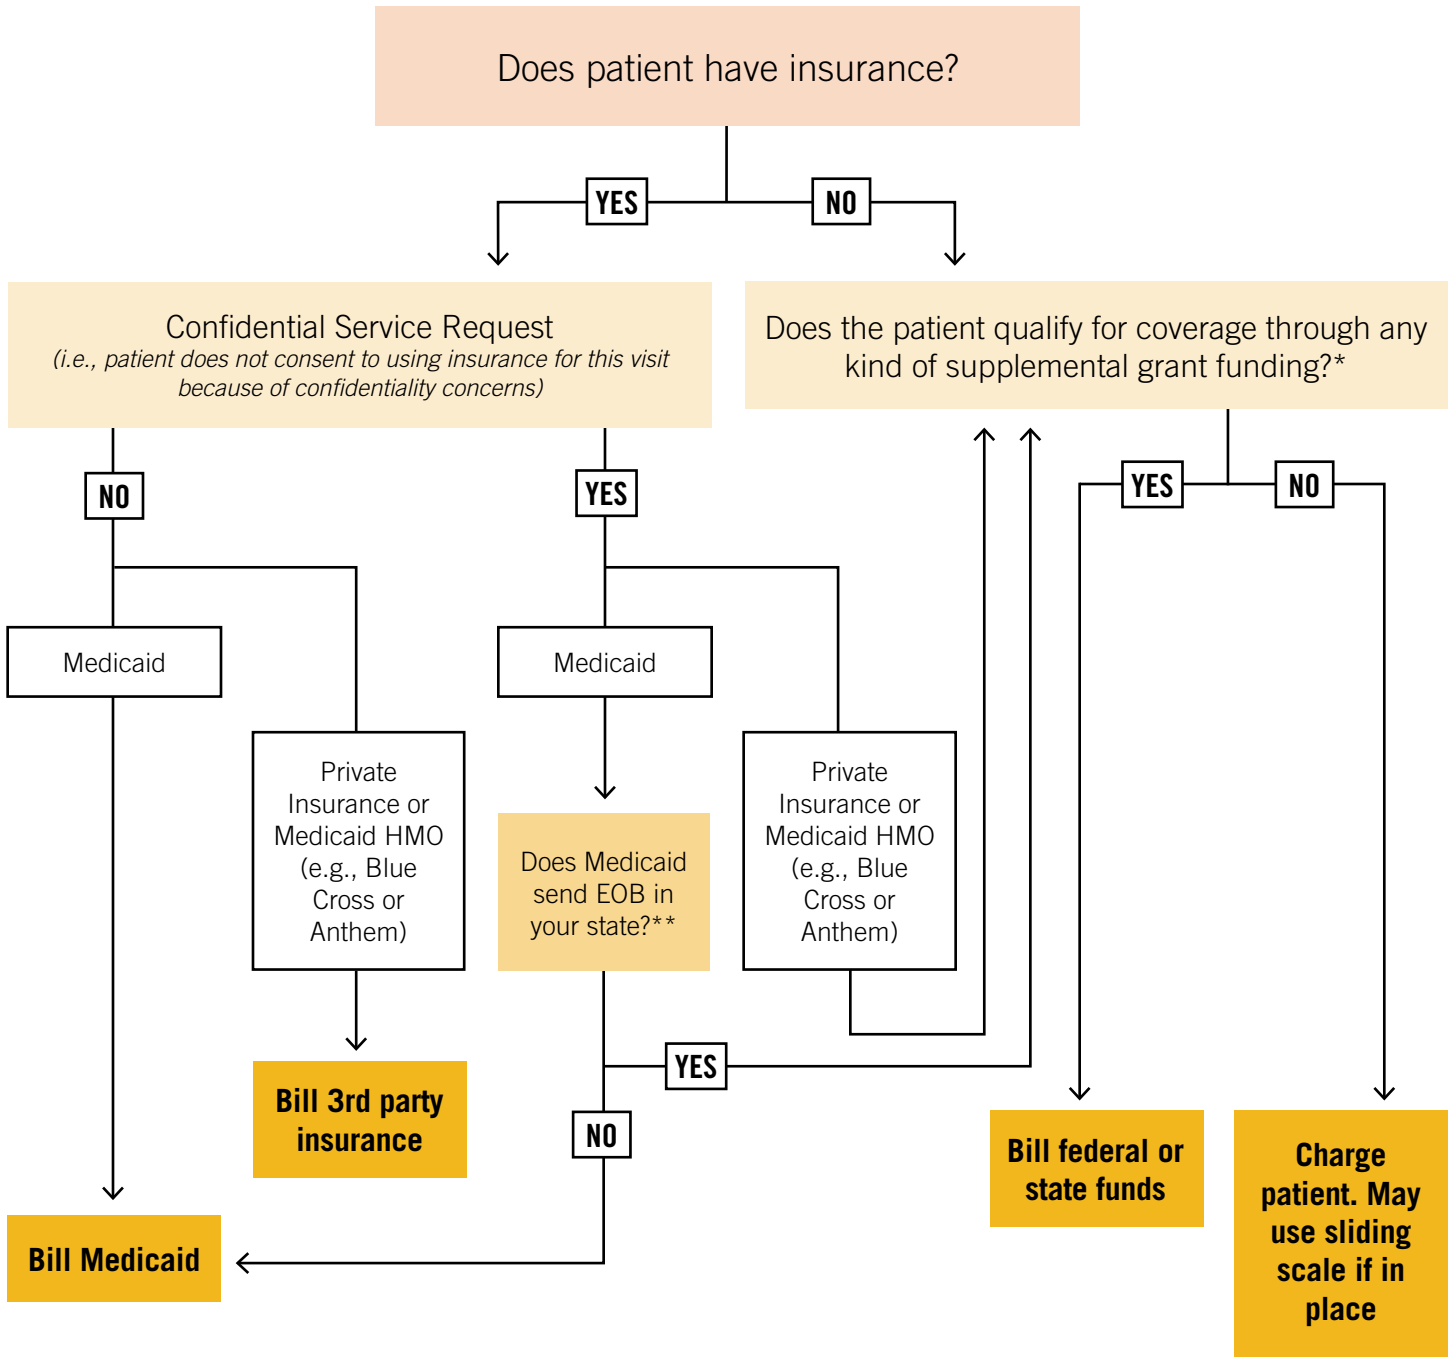 Does patient have insurance?
YES
NO
Confidential Service Request
(i.e., patient does not consent to using insurance for this visit
because of confidentiality concerns)
Does the patient qualify for coverage through any
kind of supplemental grant funding?*
NO
YES
YES
NO
Medicaid
Medicaid
Private
Insurance or
Medicaid HMO
(e.g., Blue
Cross or
Anthem)
Does Medicaid
send EOB in
your state?**
Private
Insurance or
Medicaid HMO
(e.g., Blue
Cross or
Anthem)
YES
Bill 3rd party
insurance
NO
Bill federal or
state funds
Charge
patient. May
use sliding
scale if in
place
Bill Medicaid